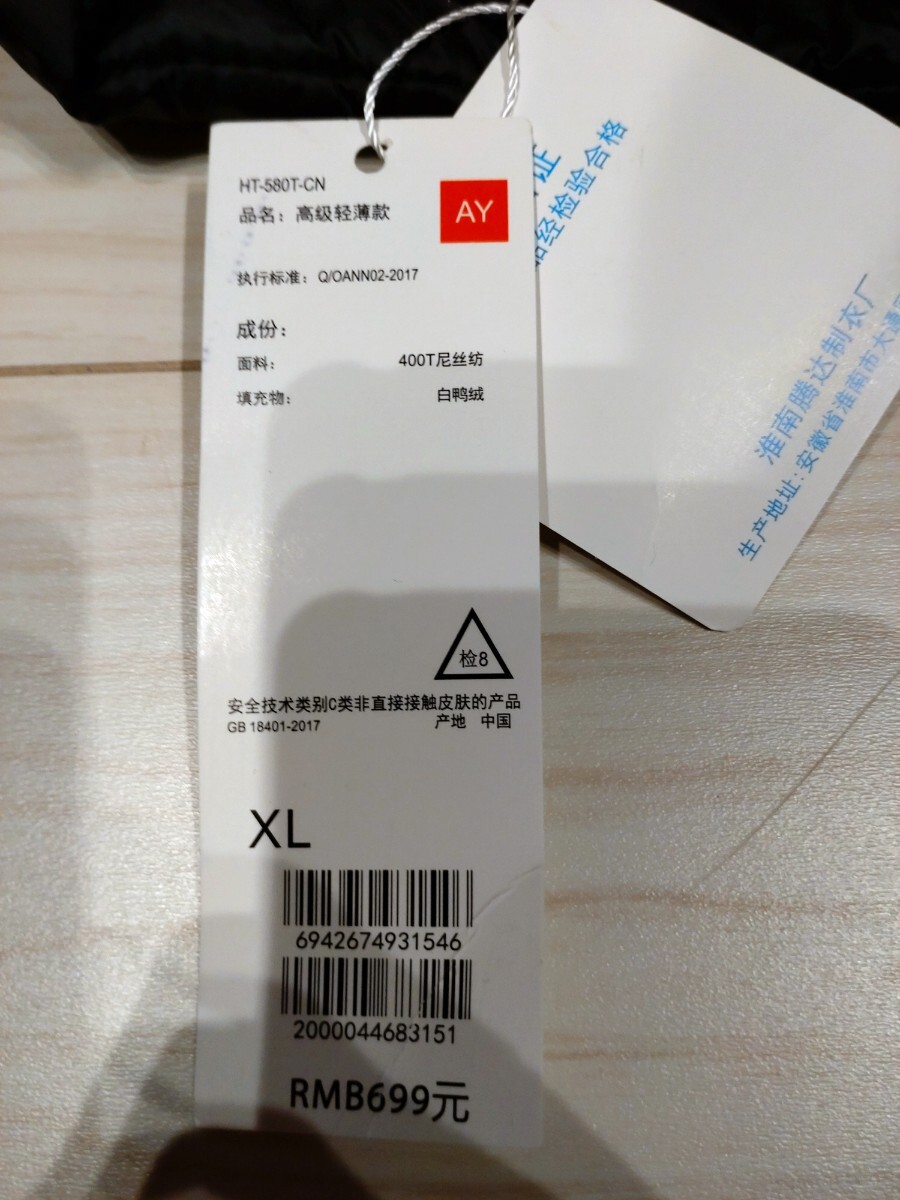 HT-580T-CN
品名：高级轻薄款
AY
执行标准：Q/OANN02-2017
成份：
面料： 400T尼丝纺
填充物： 白鸭绒
检8
安全技术类别C类非直接接触皮肤的产品
GB 18401-2017 产地 中国
XL
6942674931546
2000044683151
RMB699元
证
经检验合格
淮南腾达制衣厂
生产地址：安徽省淮南市大通